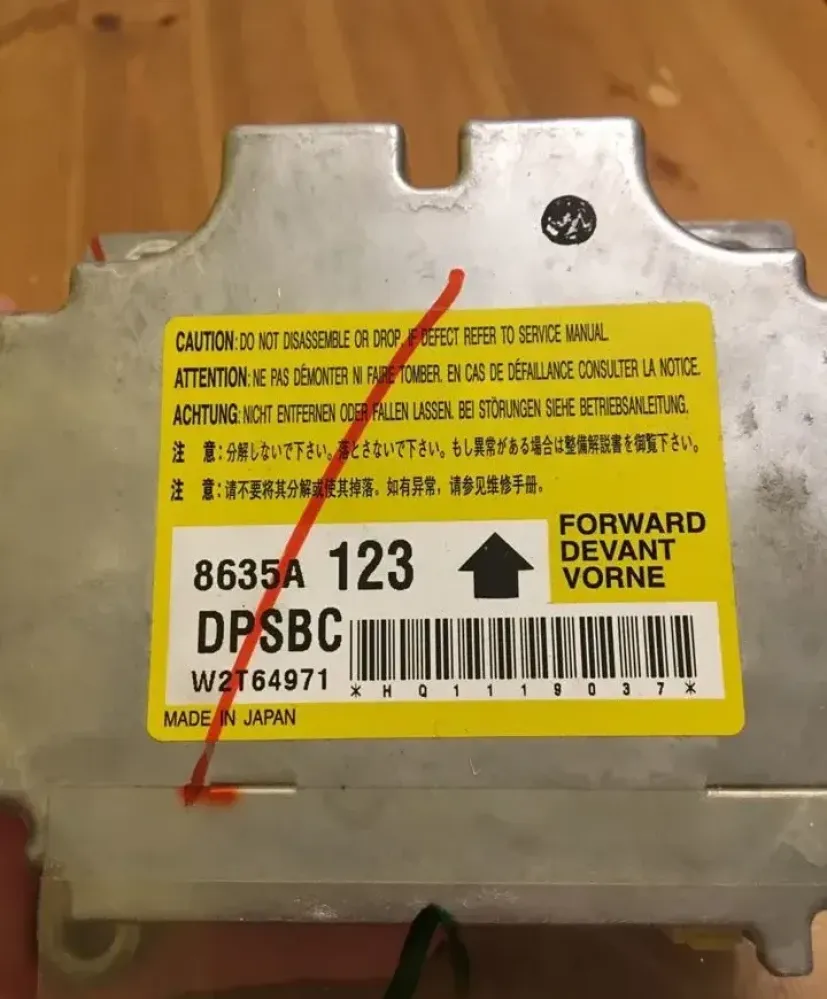 CAUTION: DO NOT DISASSEMBLE OR DROP. IF DEFECT REFER TO SERVICE MANUAL.
ATTENTION: NE PAS DÉMONTER NI FAIRE TOMBER. EN CAS DE DÉFAILLANCE CONSULTER LA NOTICE.
ACHTUNG: NICHT ENTFERNEN ODER FALLEN LASSEN. BEI STÖRUNGEN SIEHE BETRIEBSANLEITUNG.
注 意:分解しないで下さい。落とさないで下さい。もし異常がある場合は整備解説書を御覧下さい。
注 意:请不要将其分解或使其掉落。如有异常,请参见维修手册。
FORWARD
DEVANT
VORNE
8635A 123
DPSBC
W2T64971
*HQ1119037*
MADE IN JAPAN